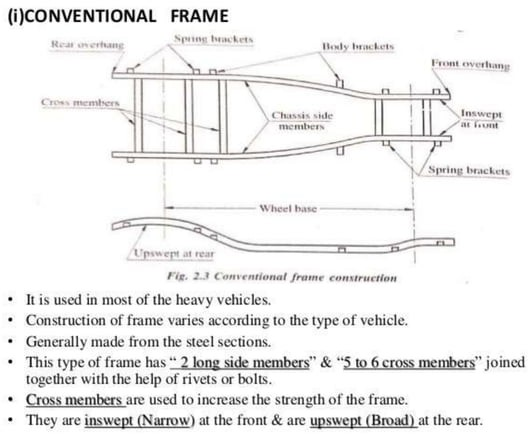 (i)CONVENTIONAL FRAME
Rear overhang
Spring brackets
Body brackets
Front overhang
Cross members
Chassis side
members
Inswept
at front
Spring brackets
Wheel base
Upswept at rear
Fig. 2.3 Conventional frame construction
• It is used in most of the heavy vehicles.
• Construction of frame varies according to the type of vehicle.
• Generally made from the steel sections.
• This type of frame has “ 2 long side members” & “5 to 6 cross members” joined
together with the help of rivets or bolts.
• Cross members are used to increase the strength of the frame.
• They are inswept (Narrow) at the front & are upswept (Broad) at the rear.